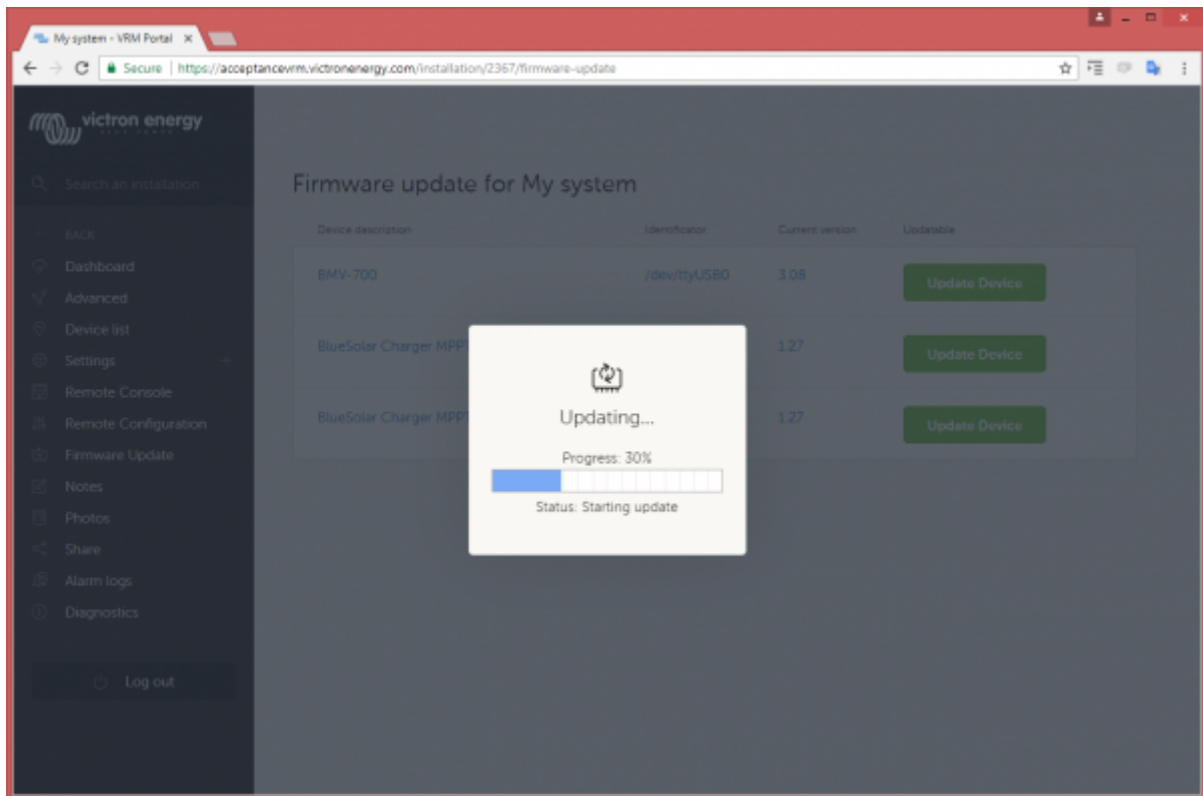 My system - VRM Portal
Secure | https://acceptancevrm.victronenergy.com/installation/2367/firmware-update
victron energy
BLUE POWER
Search an installation
Firmware update for My system
BACK
Device description Identificator Current version Updatable
Dashboard
BMV-700 /dev/ttyUSB0 3.08 Update Device
Advanced
Device list
BlueSolar Charger MPPT 1.27 Update Device
Settings
Remote Console
Remote Configuration
BlueSolar Charger MPPT 1.27 Update Device
Firmware Update
Notes
Photos
Share
Alarm logs
Diagnostics
Log out
Updating...
Progress: 30%
Status: Starting update